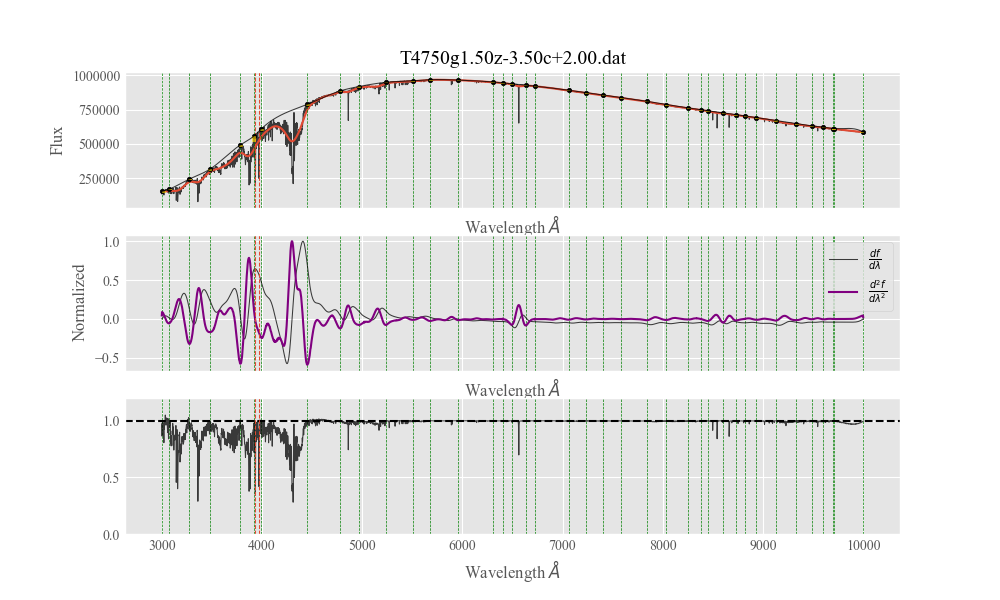 T4750g1.50z-3.50c+2.00.dat
1000000
750000
500000
250000
Flux
Wavelength Å
1.0
0.5
0.0
−0.5
Normalized
df/dλ
d²f/dλ²
Wavelength Å
1.0
0.5
0.0
3000 4000 5000 6000 7000 8000 9000 10000
Wavelength Å